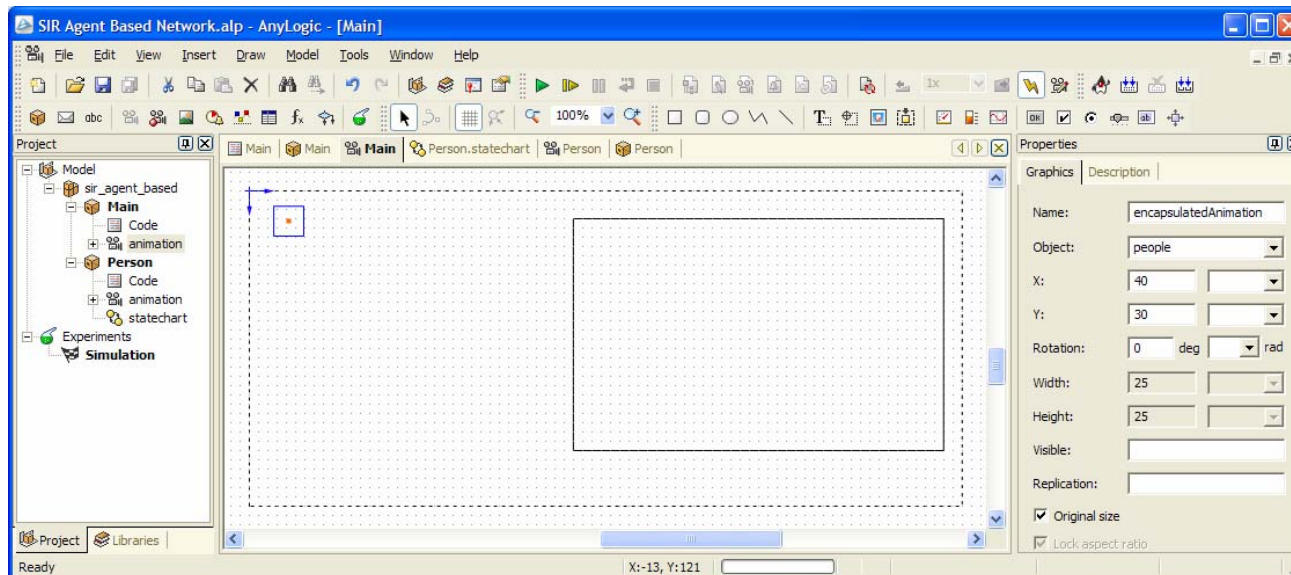 SIR Agent Based Network.alp - AnyLogic - [Main]
File Edit View Insert Draw Model Tools Window Help
1x
abc fx 100% T OK ab
Project
Model
sir_agent_based
Main
Code
animation
Person
Code
animation
statechart
Experiments
Simulation
Project Libraries
Main Main Main Person.statechart Person Person
Properties
Graphics Description
Name: encapsulatedAnimation
Object: people
X: 40
Y: 30
Rotation: 0 deg rad
Width: 25
Height: 25
Visible:
Replication:
Original size
Lock aspect ratio
Ready X:-13, Y:121